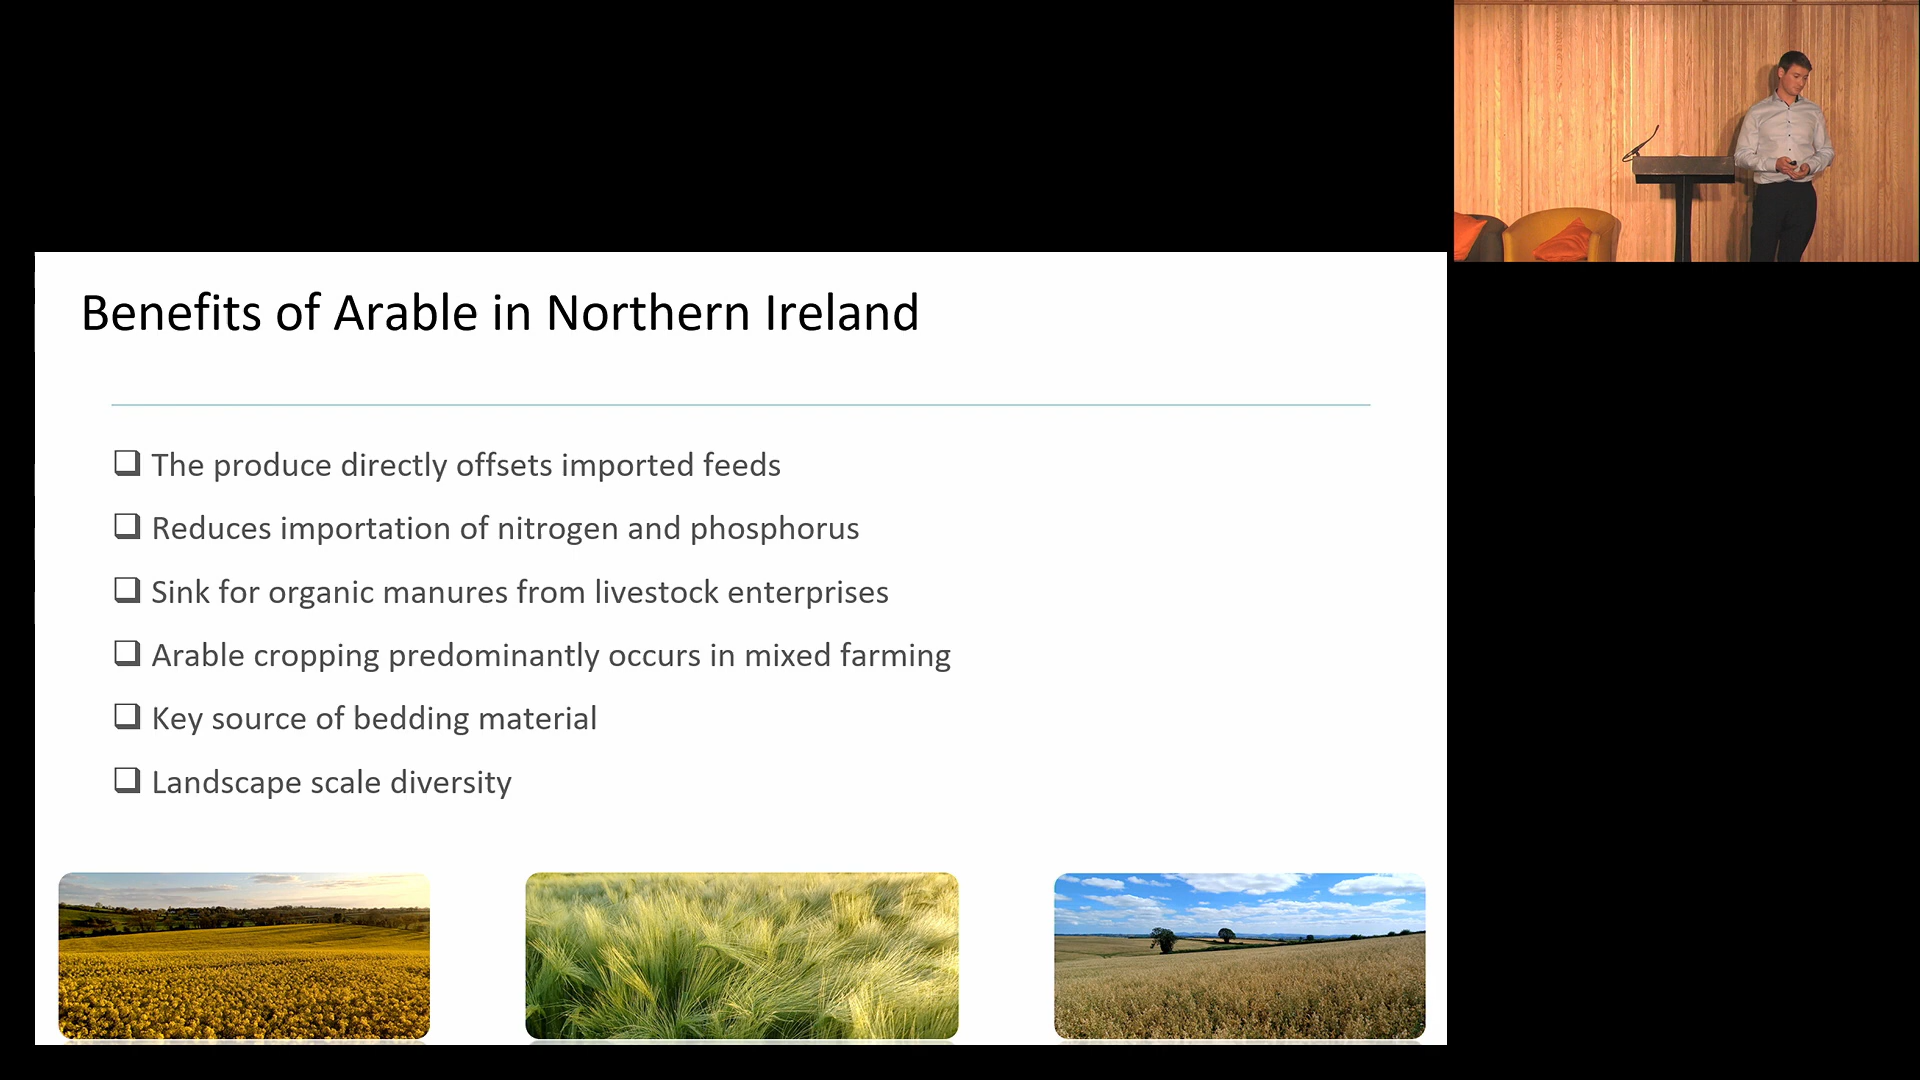 Benefits of Arable in Northern Ireland
The produce directly offsets imported feeds
Reduces importation of nitrogen and phosphorus
Sink for organic manures from livestock enterprises
Arable cropping predominantly occurs in mixed farming
Key source of bedding material
Landscape scale diversity